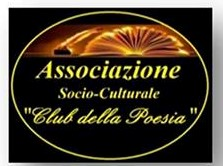 Associazione
Socio-Culturale
"Club della Poesia"